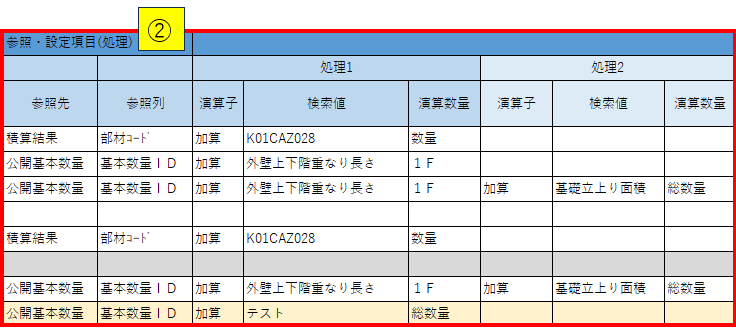 ②
参照・設定項目(処理)
処理1 処理2
参照先 参照列 演算子 検索値 演算数量 演算子 検索値 演算数量
積算結果 部材ｺｰﾄﾞ 加算 K01CAZ028 数量
公開基本数量 基本数量ＩＤ 加算 外壁上下階重なり長さ １Ｆ
公開基本数量 基本数量ＩＤ 加算 外壁上下階重なり長さ １Ｆ 加算 基礎立上り面積 総数量
積算結果 部材ｺｰﾄﾞ 加算 K01CAZ028 数量
公開基本数量 基本数量ＩＤ 加算 外壁上下階重なり長さ １Ｆ 加算 基礎立上り面積 総数量
公開基本数量 基本数量ＩＤ 加算 テスト 総数量